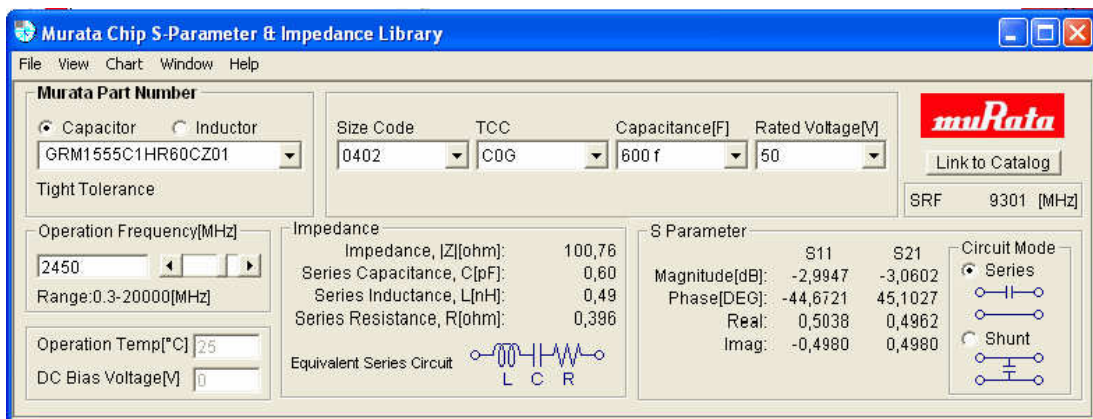 Murata Chip S-Parameter & Impedance Library
File View Chart Window Help
Murata Part Number
Capacitor Inductor
GRM1555C1HR60CZ01
Tight Tolerance
Size Code TCC Capacitance[F] Rated Voltage[V]
0402 C0G 600 f 50
muRata
Link to Catalog
SRF 9301 [MHz]
Operation Frequency[MHz]
2450
Range:0.3-20000[MHz]
Operation Temp[°C] 25
DC Bias Voltage[V] 0
Impedance
Impedance, |Z|[ohm]: 100,76
Series Capacitance, C[pF]: 0,60
Series Inductance, L[nH]: 0,49
Series Resistance, R[ohm]: 0,396
Equivalent Series Circuit
L C R
S Parameter
S11 S21
Magnitude[dB]: -2,9947 -3,0602
Phase[DEG]: -44,6721 45,1027
Real: 0,5038 0,4962
Imag: -0,4980 0,4980
Circuit Mode
Series
Shunt